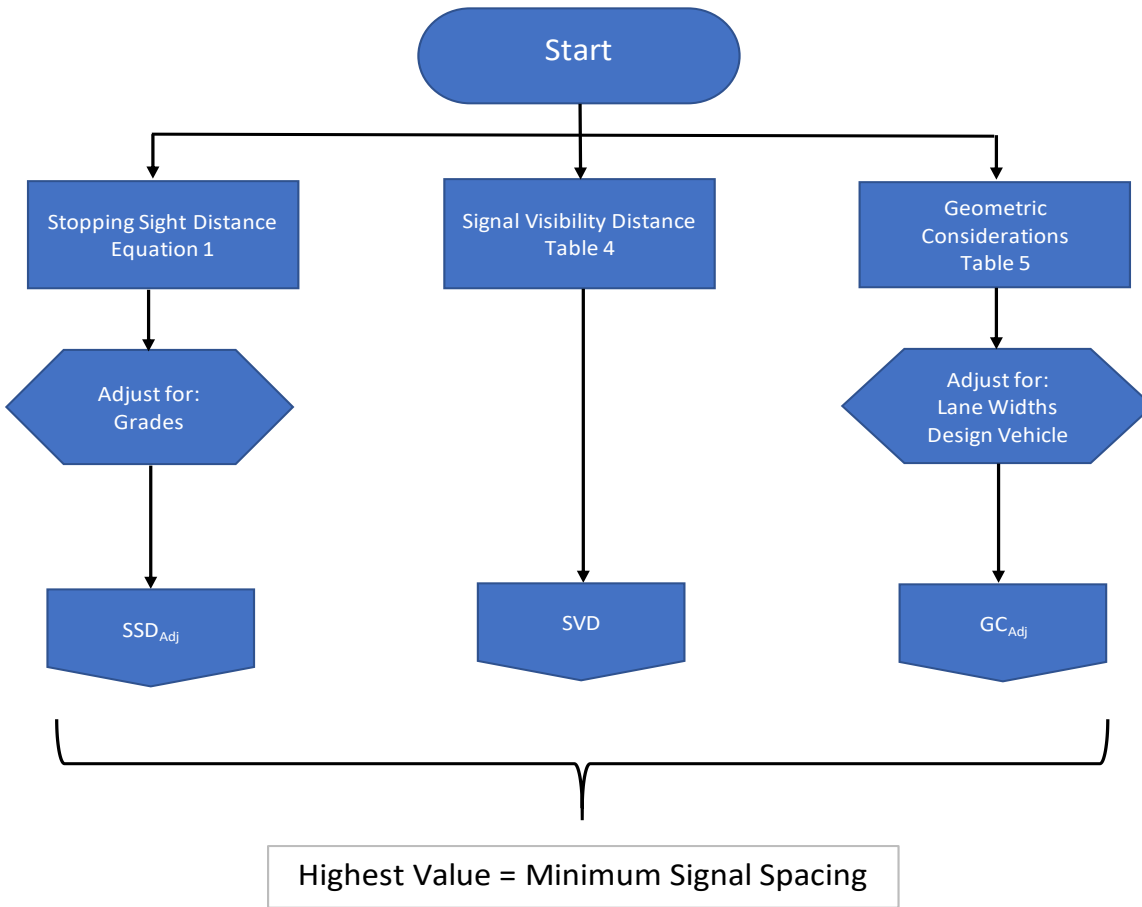 Start
Stopping Sight Distance
Equation 1
Signal Visibility Distance
Table 4
Geometric
Considerations
Table 5
Adjust for:
Grades
Adjust for:
Lane Widths
Design Vehicle
SSDAdj
SVD
GCAdj
Highest Value = Minimum Signal Spacing